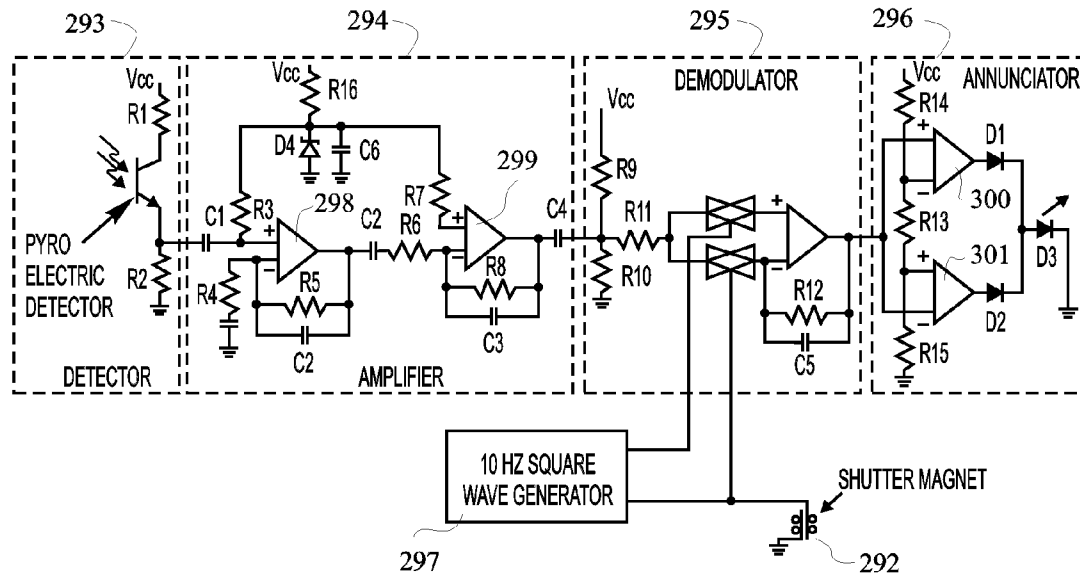 293
294
295
296
Vcc
R1
PYRO
ELECTRIC
DETECTOR
R2
DETECTOR
Vcc
R16
D4
C6
C1
R3
298
R4
R5
C2
C2
R6
R7
299
R8
C3
AMPLIFIER
C4
DEMODULATOR
Vcc
R9
R11
R10
R12
C5
ANNUNCIATOR
Vcc
R14
D1
300
R13
D3
301
D2
R15
10 HZ SQUARE
WAVE GENERATOR
297
SHUTTER MAGNET
292
+
−
+
−
+
−
+
−
+
−